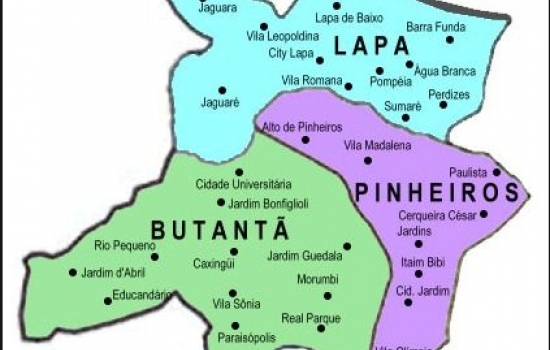 Jaguara
Lapa de Baixo
Vila Leopoldina
Barra Funda
City Lapa
LAPA
Água Branca
Vila Romana
Pompéia
Jaguaré
Perdizes
Sumaré
Alto de Pinheiros
Vila Madalena
Paulista
Cidade Universitária
PINHEIROS
Jardim Bonfiglioli
Cerqueira César
BUTANTÃ
Jardins
Rio Pequeno
Jardim Guedala
Caxingüi
Itaim Bibi
Jardim d'Abril
Morumbi
Educandário
Cid. Jardim
Vila Sônia
Real Parque
Paraisópolis
Vila Olímpia